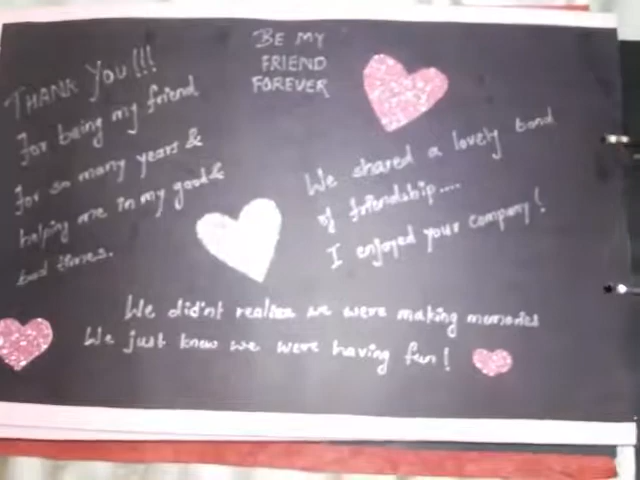 BE MY
FRIEND
FOREVER
THANK YOU!!!
For being my friend
For so many years &
helping me in my good &
bad times.
We shared a lovely bond
of friendship....
I enjoyed your company!
We did'nt realize we were making memories
We just knew we were having fun!